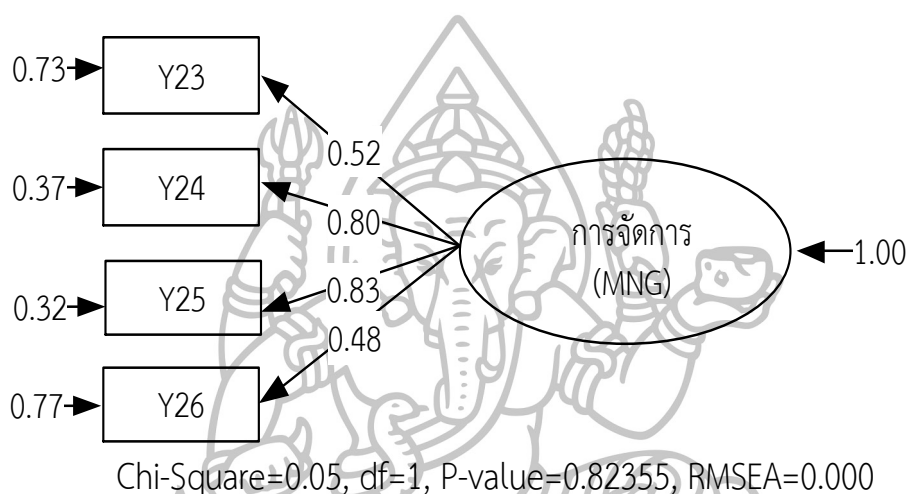 0.73
Y23
0.52
0.37
Y24
0.80
การจัดการ
(MNG)
1.00
0.32
Y25
0.83
0.48
0.77
Y26
Chi-Square=0.05, df=1, P-value=0.82355, RMSEA=0.000